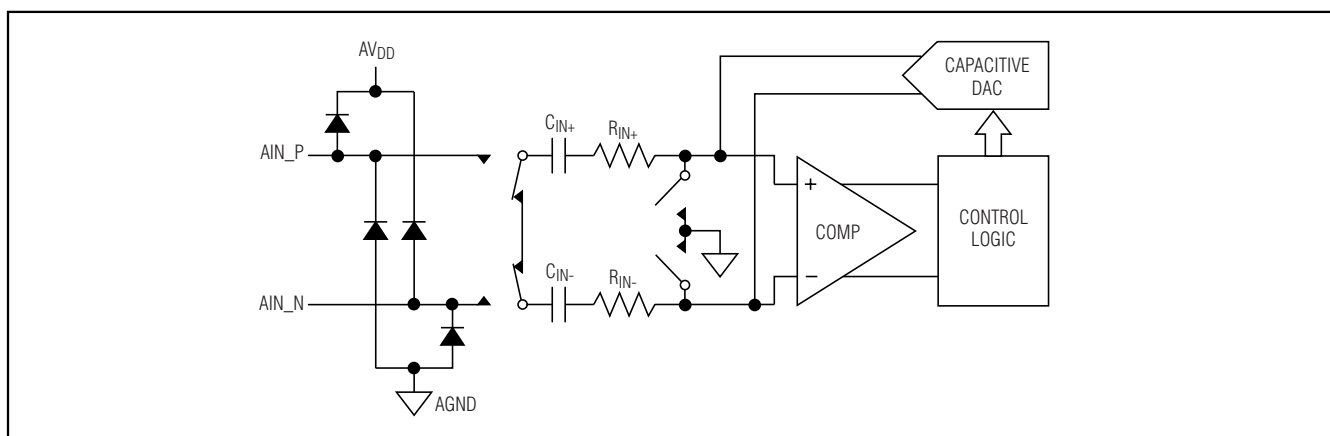 AVDD
CAPACITIVE
DAC
CIN+
RIN+
AIN_P
+
COMP
−
CONTROL
LOGIC
CIN-
RIN-
AIN_N
AGND